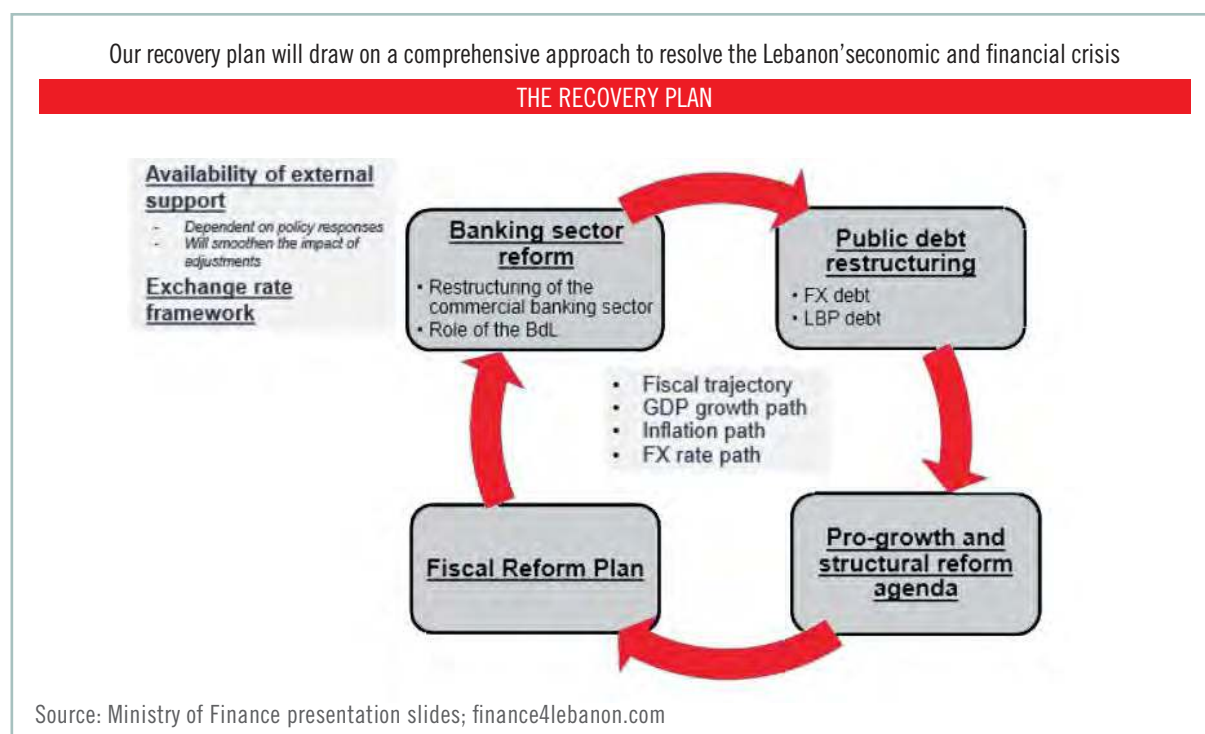 Our recovery plan will draw on a comprehensive approach to resolve the Lebanon'seconomic and financial crisis
THE RECOVERY PLAN
Availability of external
support
- Dependent on policy responses
- Will smoothen the impact of
adjustments
Exchange rate
framework
Banking sector
reform
• Restructuring of the
commercial banking sector
• Role of the BdL
Public debt
restructuring
• FX debt
• LBP debt
• Fiscal trajectory
• GDP growth path
• Inflation path
• FX rate path
Fiscal Reform Plan
Pro-growth and
structural reform
agenda
Source: Ministry of Finance presentation slides; finance4lebanon.com